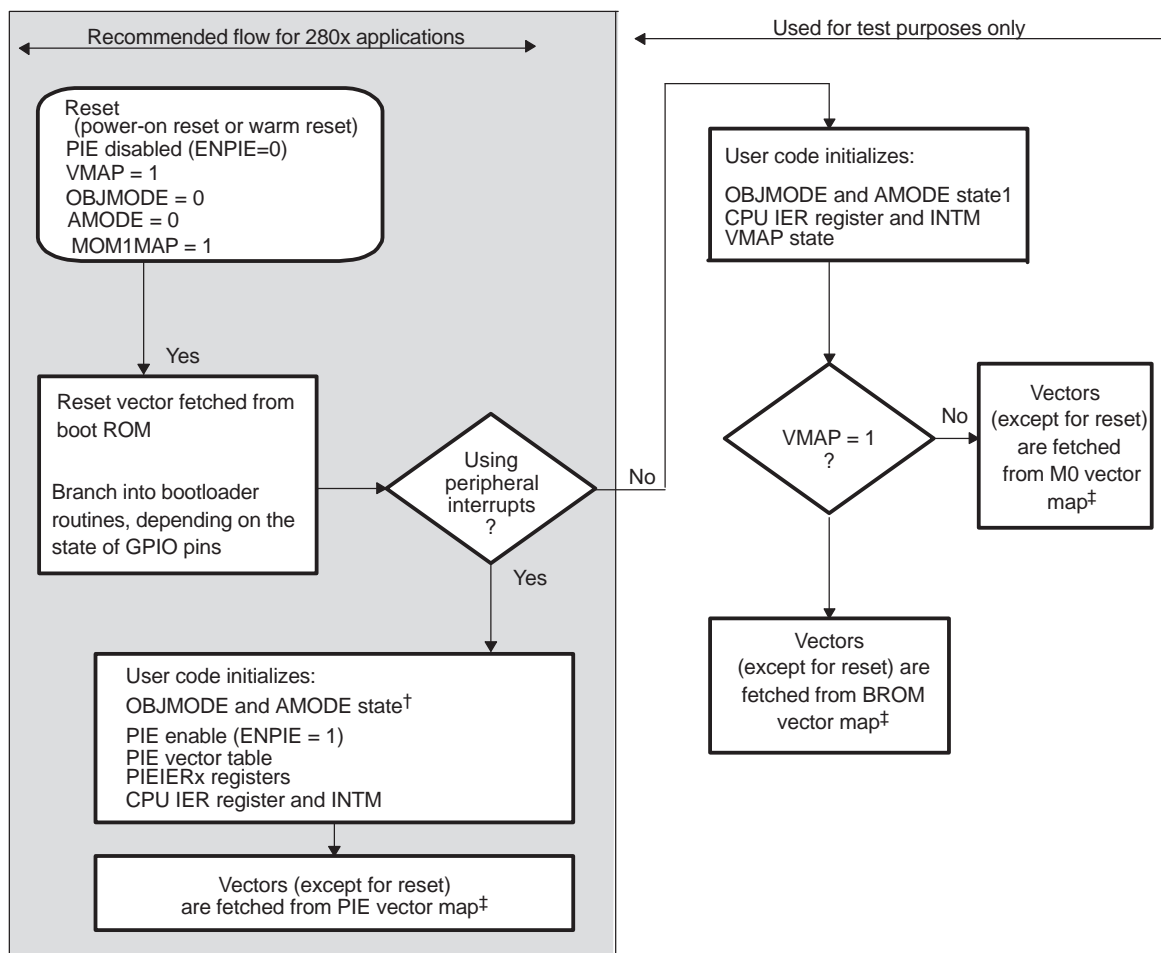 Recommended flow for 280x applications
Used for test purposes only
Reset
(power-on reset or warm reset)
PIE disabled (ENPIE=0)
VMAP = 1
OBJMODE = 0
AMODE = 0
MOM1MAP = 1
Yes
Reset vector fetched from
boot ROM
Branch into bootloader
routines, depending on the
state of GPIO pins
Using
peripheral
interrupts
?
No
Yes
User code initializes:
OBJMODE and AMODE state†
PIE enable (ENPIE = 1)
PIE vector table
PIEIERx registers
CPU IER register and INTM
Vectors (except for reset)
are fetched from PIE vector map‡
User code initializes:
OBJMODE and AMODE state1
CPU IER register and INTM
VMAP state
VMAP = 1
?
No
Vectors
(except for reset)
are fetched
from M0 vector
map‡
Vectors
(except for reset) are
fetched from BROM
vector map‡